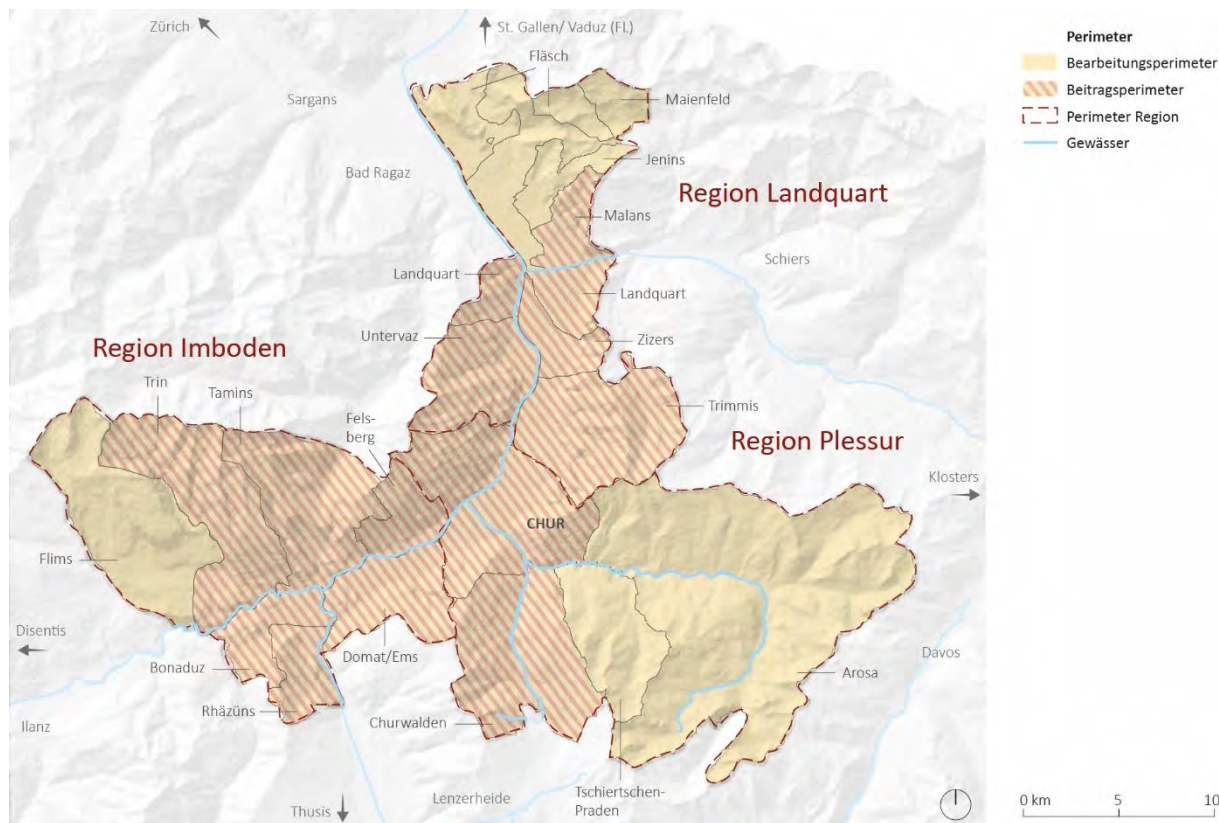 Zürich
St. Gallen/ Vaduz (FL)
Fläsch
Sargans
Maienfeld
Bad Ragaz
Jenins
Region Landquart
Malans
Landquart
Schiers
Landquart
Untervaz
Zizers
Region Imboden
Trin
Tamins
Fels-
berg
Trimmis
Region Plessur
Klosters
CHUR
Flims
Disentis
Bonaduz
Domat/Ems
Davos
Arosa
Rhäzüns
Churwalden
Ilanz
Tschiertschen-
Praden
Thusis
Lenzerheide
Perimeter
Bearbeitungsperimeter
Beitragsperimeter
Perimeter Region
Gewässer
0 km 5 10